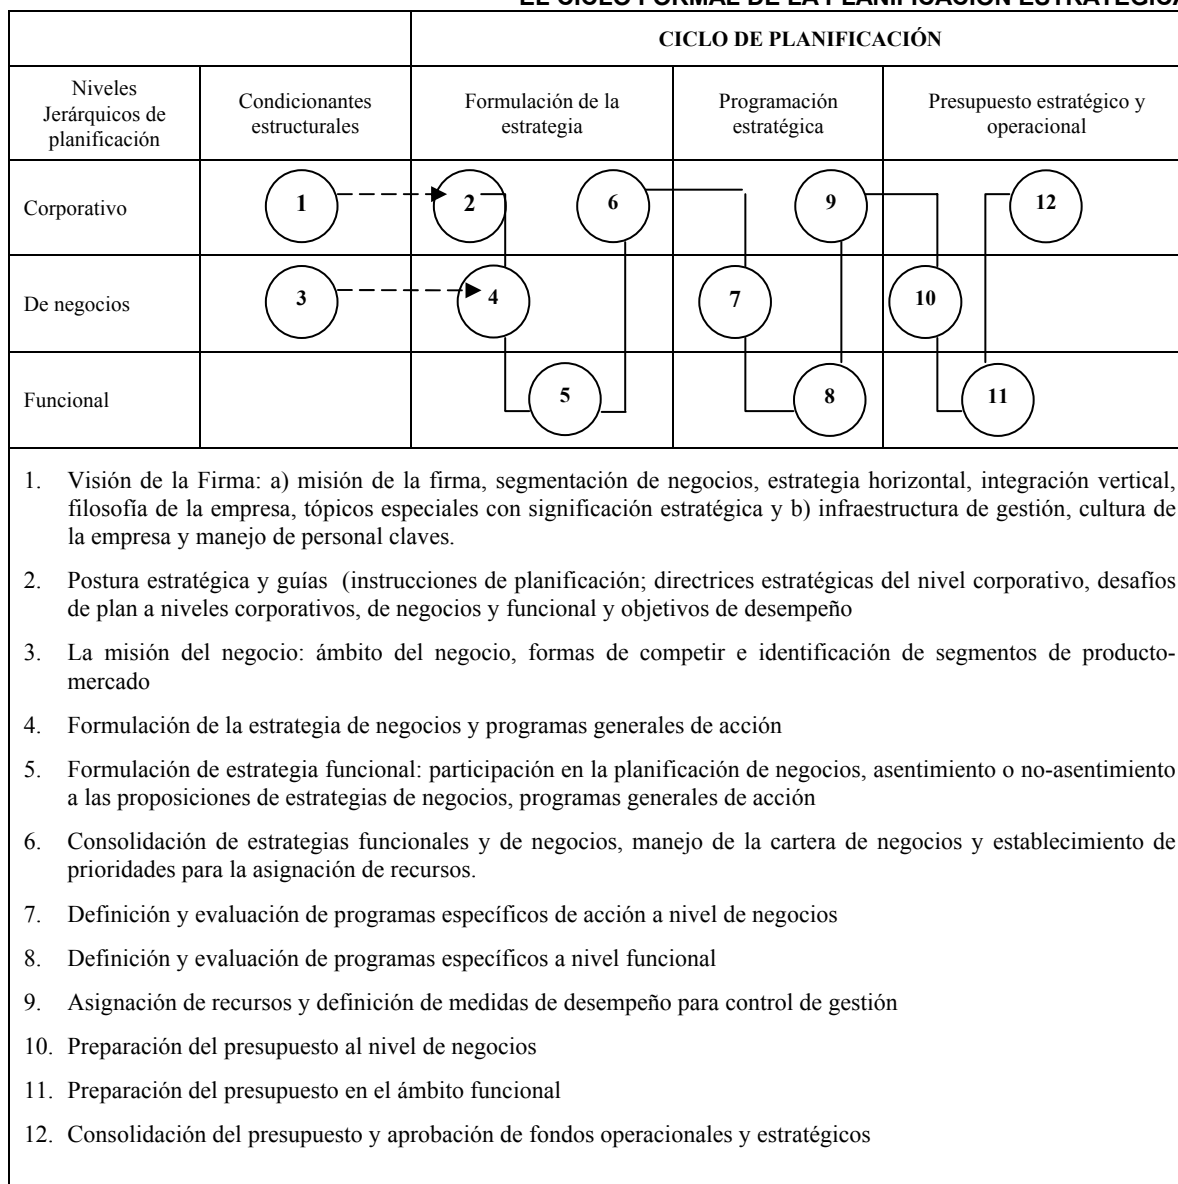 EL CICLO FORMAL DE LA PLANIFICACIÓN ESTRATÉGICA
CICLO DE PLANIFICACIÓN
Niveles
Jerárquicos de
planificación
Condicionantes
estructurales
Formulación de la
estrategia
Programación
estratégica
Presupuesto estratégico y
operacional
Corporativo
1
2
6
9
12
De negocios
3
4
7
10
Funcional
5
8
11
1. Visión de la Firma: a) misión de la firma, segmentación de negocios, estrategia horizontal, integración vertical,
filosofía de la empresa, tópicos especiales con significación estratégica y b) infraestructura de gestión, cultura de
la empresa y manejo de personal claves.
2. Postura estratégica y guías (instrucciones de planificación; directrices estratégicas del nivel corporativo, desafíos
de plan a niveles corporativos, de negocios y funcional y objetivos de desempeño
3. La misión del negocio: ámbito del negocio, formas de competir e identificación de segmentos de producto-
mercado
4. Formulación de la estrategia de negocios y programas generales de acción
5. Formulación de estrategia funcional: participación en la planificación de negocios, asentimiento o no-asentimiento
a las proposiciones de estrategias de negocios, programas generales de acción
6. Consolidación de estrategias funcionales y de negocios, manejo de la cartera de negocios y establecimiento de
prioridades para la asignación de recursos.
7. Definición y evaluación de programas específicos de acción a nivel de negocios
8. Definición y evaluación de programas específicos a nivel funcional
9. Asignación de recursos y definición de medidas de desempeño para control de gestión
10. Preparación del presupuesto al nivel de negocios
11. Preparación del presupuesto en el ámbito funcional
12. Consolidación del presupuesto y aprobación de fondos operacionales y estratégicos